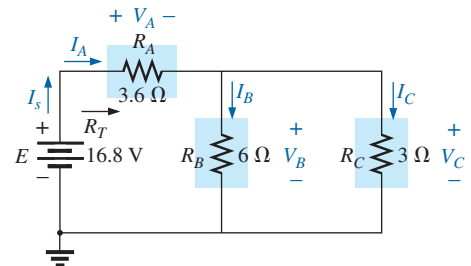 + V_A −
I_A R_A
I_s 3.6 Ω R_T I_B I_C
+ E − 16.8 V R_B 6 Ω + V_B − R_C 3 Ω + V_C −